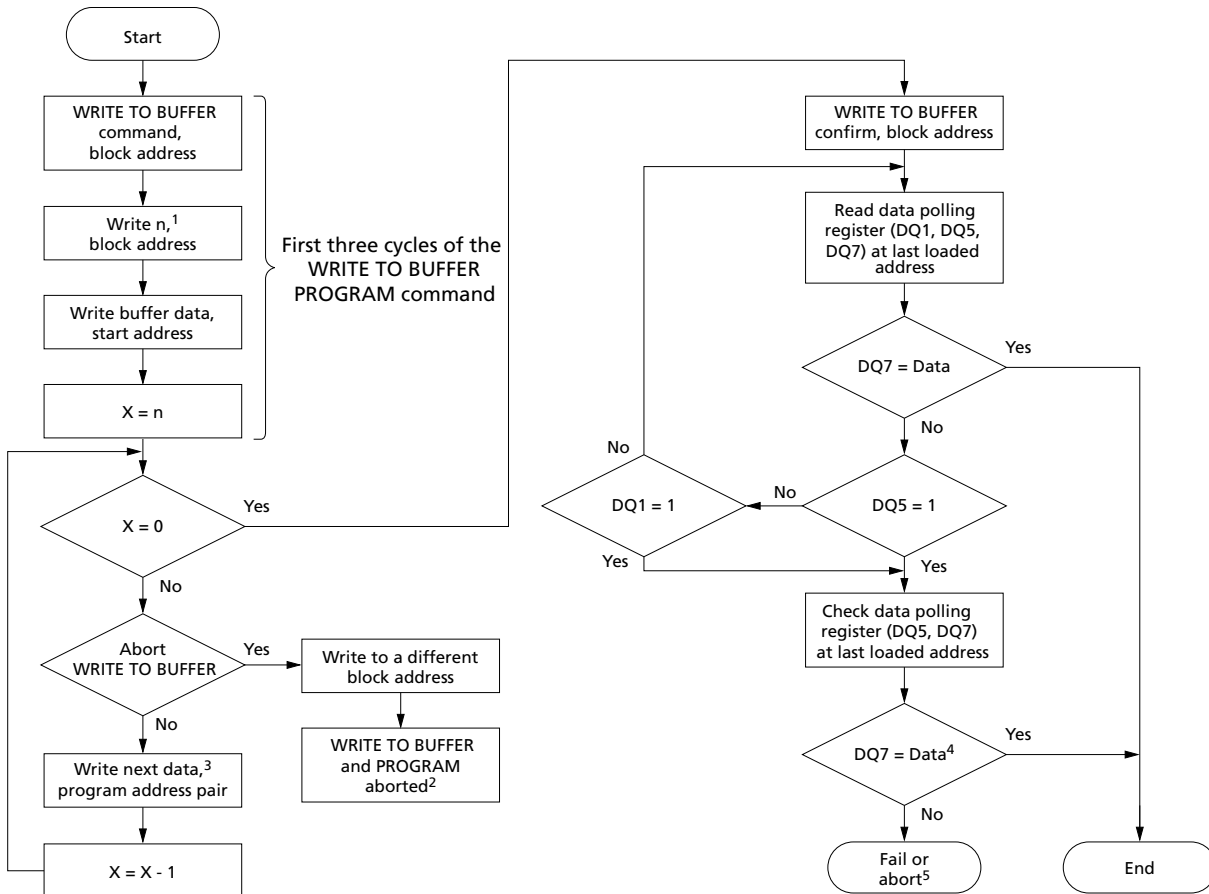 Start
WRITE TO BUFFER
command,
block address
Write n,¹
block address
Write buffer data,
start address
X = n
First three cycles of the
WRITE TO BUFFER
PROGRAM command
X = 0
Yes
No
Abort
WRITE TO BUFFER
Yes
No
Write to a different
block address
WRITE TO BUFFER
and PROGRAM
aborted²
Write next data,³
program address pair
X = X - 1
WRITE TO BUFFER
confirm, block address
Read data polling
register (DQ1, DQ5,
DQ7) at last loaded
address
DQ7 = Data
Yes
No
DQ5 = 1
No
Yes
DQ1 = 1
No
Yes
Check data polling
register (DQ5, DQ7)
at last loaded address
DQ7 = Data⁴
Yes
No
Fail or
abort⁵
End